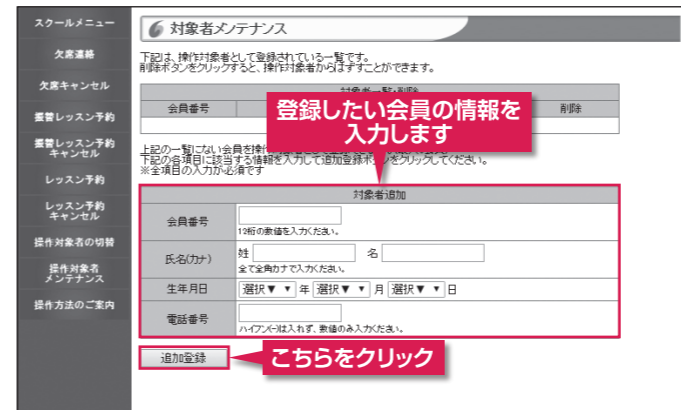 スクールメニュー
欠席連絡
欠席キャンセル
振替レッスン予約
振替レッスン予約
キャンセル
レッスン予約
レッスン予約
キャンセル
操作対象者の切替
操作対象者
メンテナンス
操作方法のご案内
対象者メンテナンス
下記は、操作対象者として登録されている一覧です。
削除ボタンをクリックすると、操作対象者からはずすことができます。
対象者一覧・削除
会員番号
削除
登録したい会員の情報を
入力します
上記の一覧にない会員を操作
下記の各項目に該当する情報を入力して追加登録ボタンをクリックしてください。
※全項目の入力が必須です
対象者追加
会員番号
12桁の数値を入力ください。
氏名(カナ) 姓 名
全て全角カナで入力ください。
生年月日 選択▼ ▼ 年 選択▼ ▼ 月 選択▼ ▼ 日
電話番号
ハイフン(-)は入れず、数値のみ入力ください。
追加登録
こちらをクリック